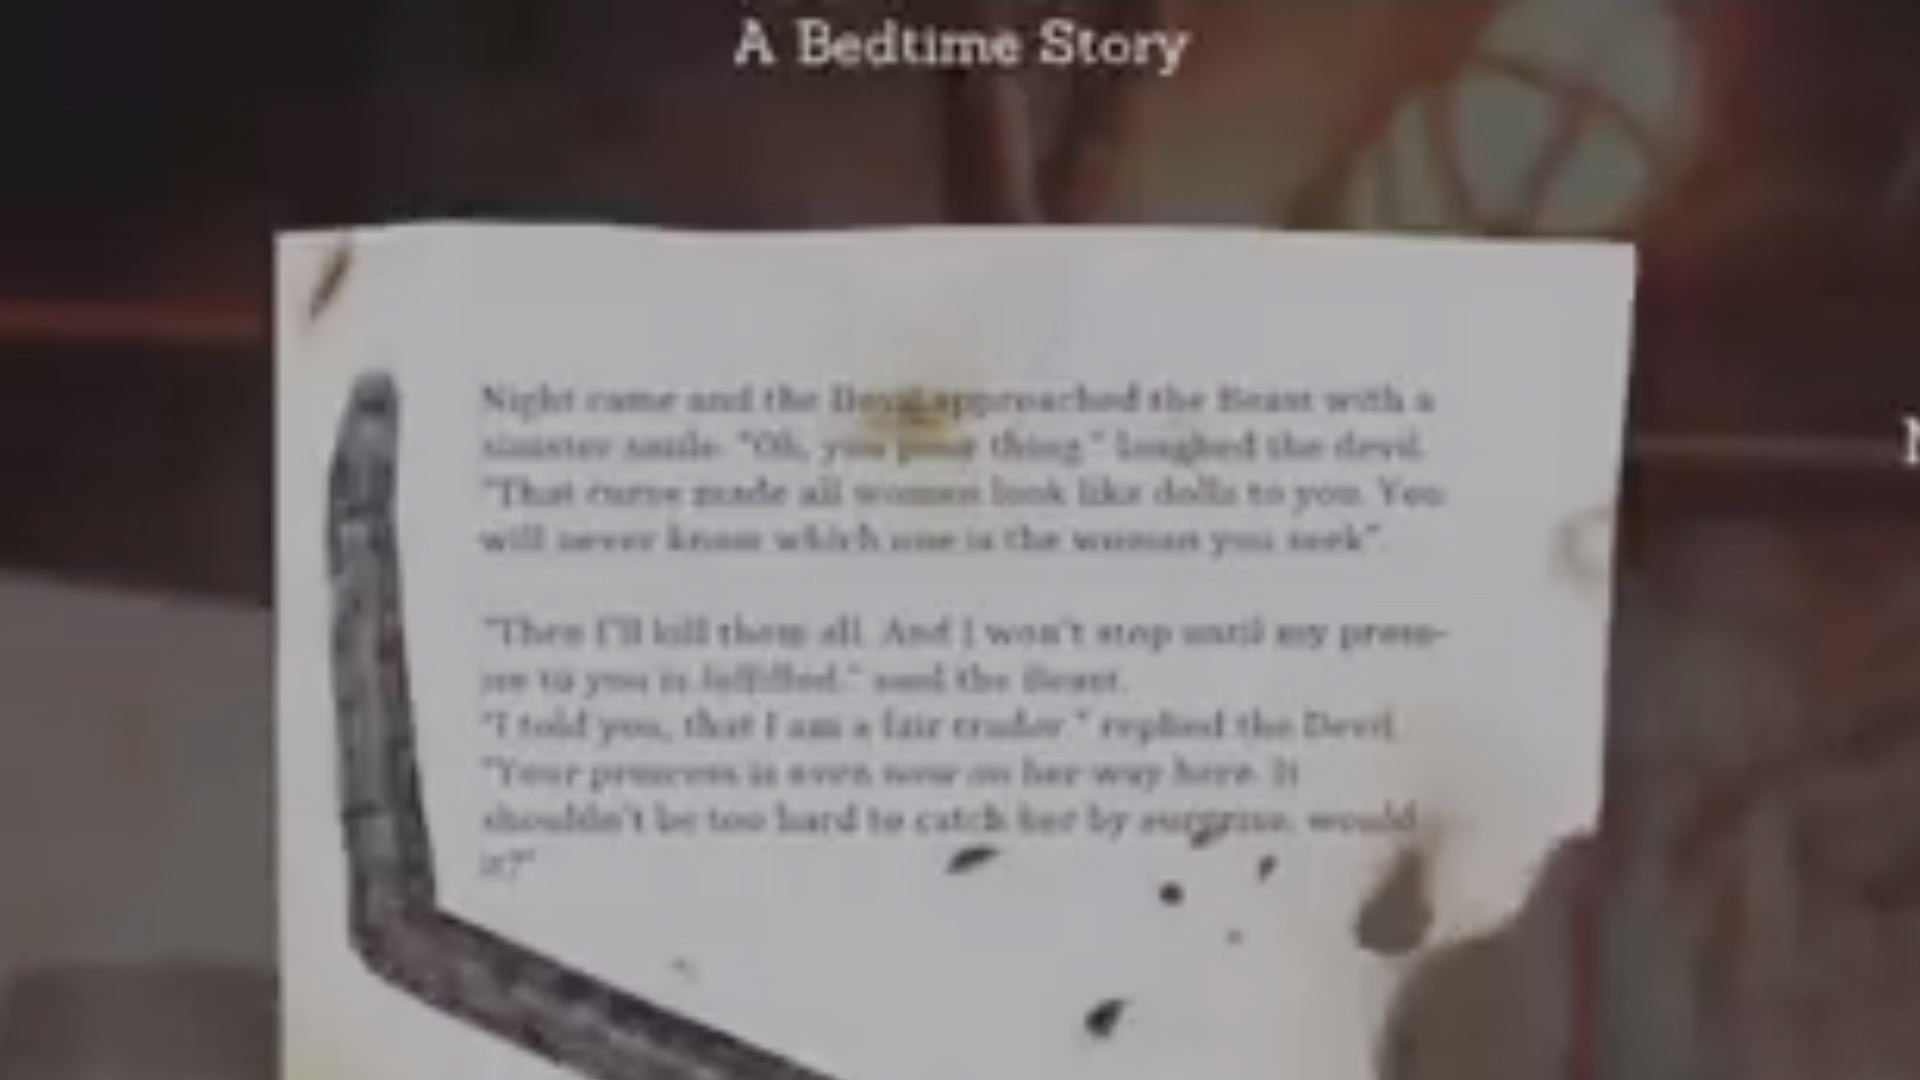 A Bedtime Story
Night came and the Devil approached the Beast with a
sinister smile. "Oh, you poor thing." laughed the devil.
"That curse made all women look like dolls to you. You
will never know which one is the woman you seek".
"Then I'll kill them all. And I won't stop until my prom-
ise to you is fulfilled." said the Beast.
"I told you, that I am a fair trader." replied the Devil.
"Your princess is even now on her way here. It
shouldn't be too hard to catch her by surprise, would
it?"